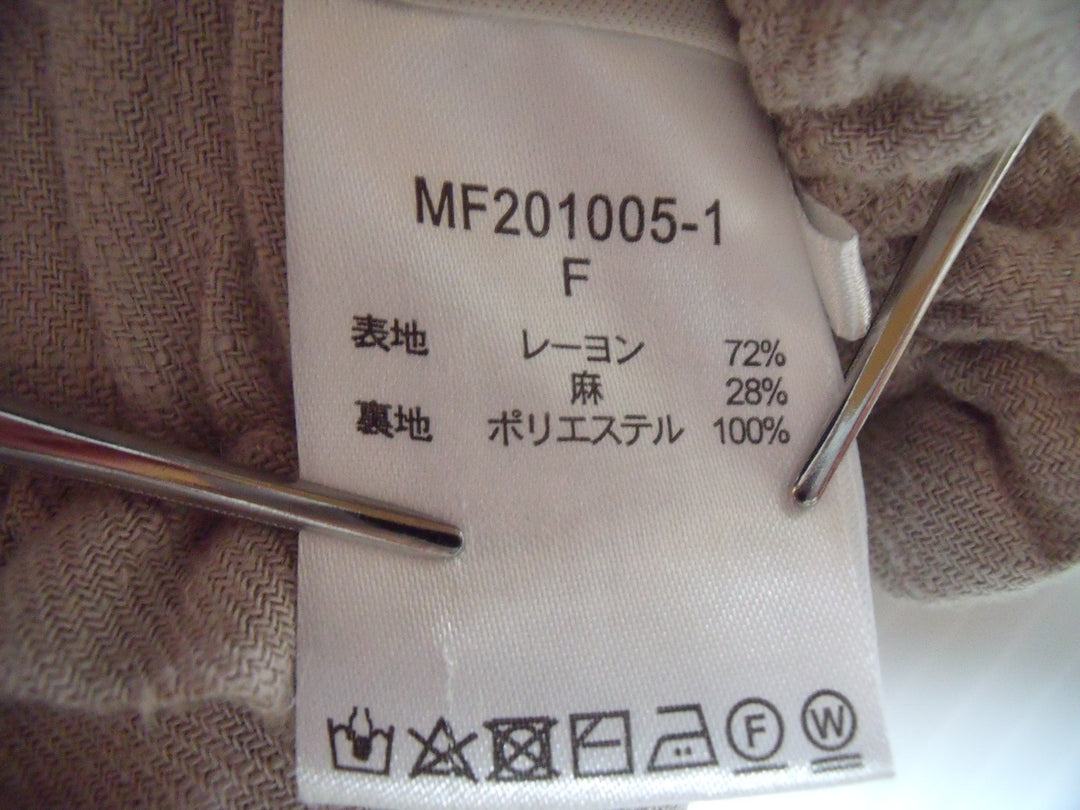 MF201005-1
F
表地 レーヨン 72%
麻 28%
裏地 ポリエステル 100%
F W